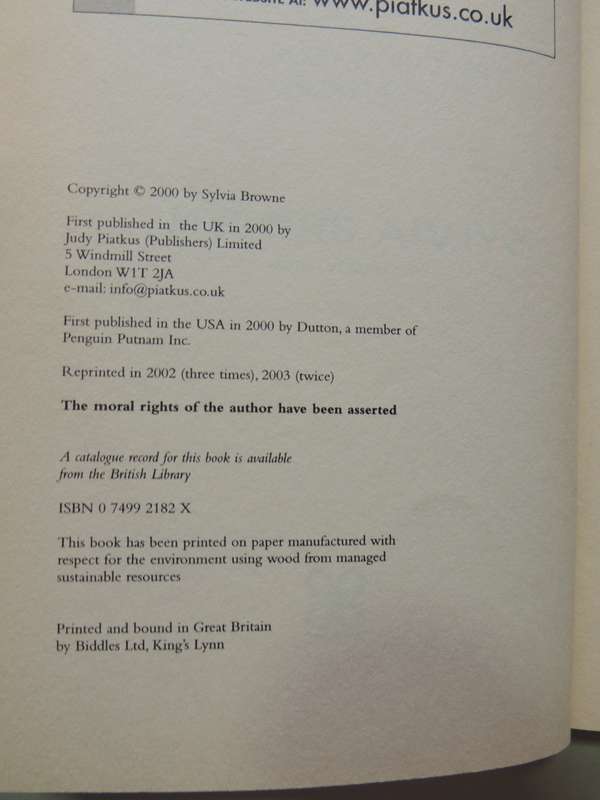 www.piatkus.co.uk
Copyright © 2000 by Sylvia Browne
First published in the UK in 2000 by
Judy Piatkus (Publishers) Limited
5 Windmill Street
London W1T 2JA
e-mail: info@piatkus.co.uk
First published in the USA in 2000 by Dutton, a member of
Penguin Putnam Inc.
Reprinted in 2002 (three times), 2003 (twice)
The moral rights of the author have been asserted
A catalogue record for this book is available
from the British Library
ISBN 0 7499 2182 X
This book has been printed on paper manufactured with
respect for the environment using wood from managed
sustainable resources
Printed and bound in Great Britain
by Biddles Ltd, King's Lynn